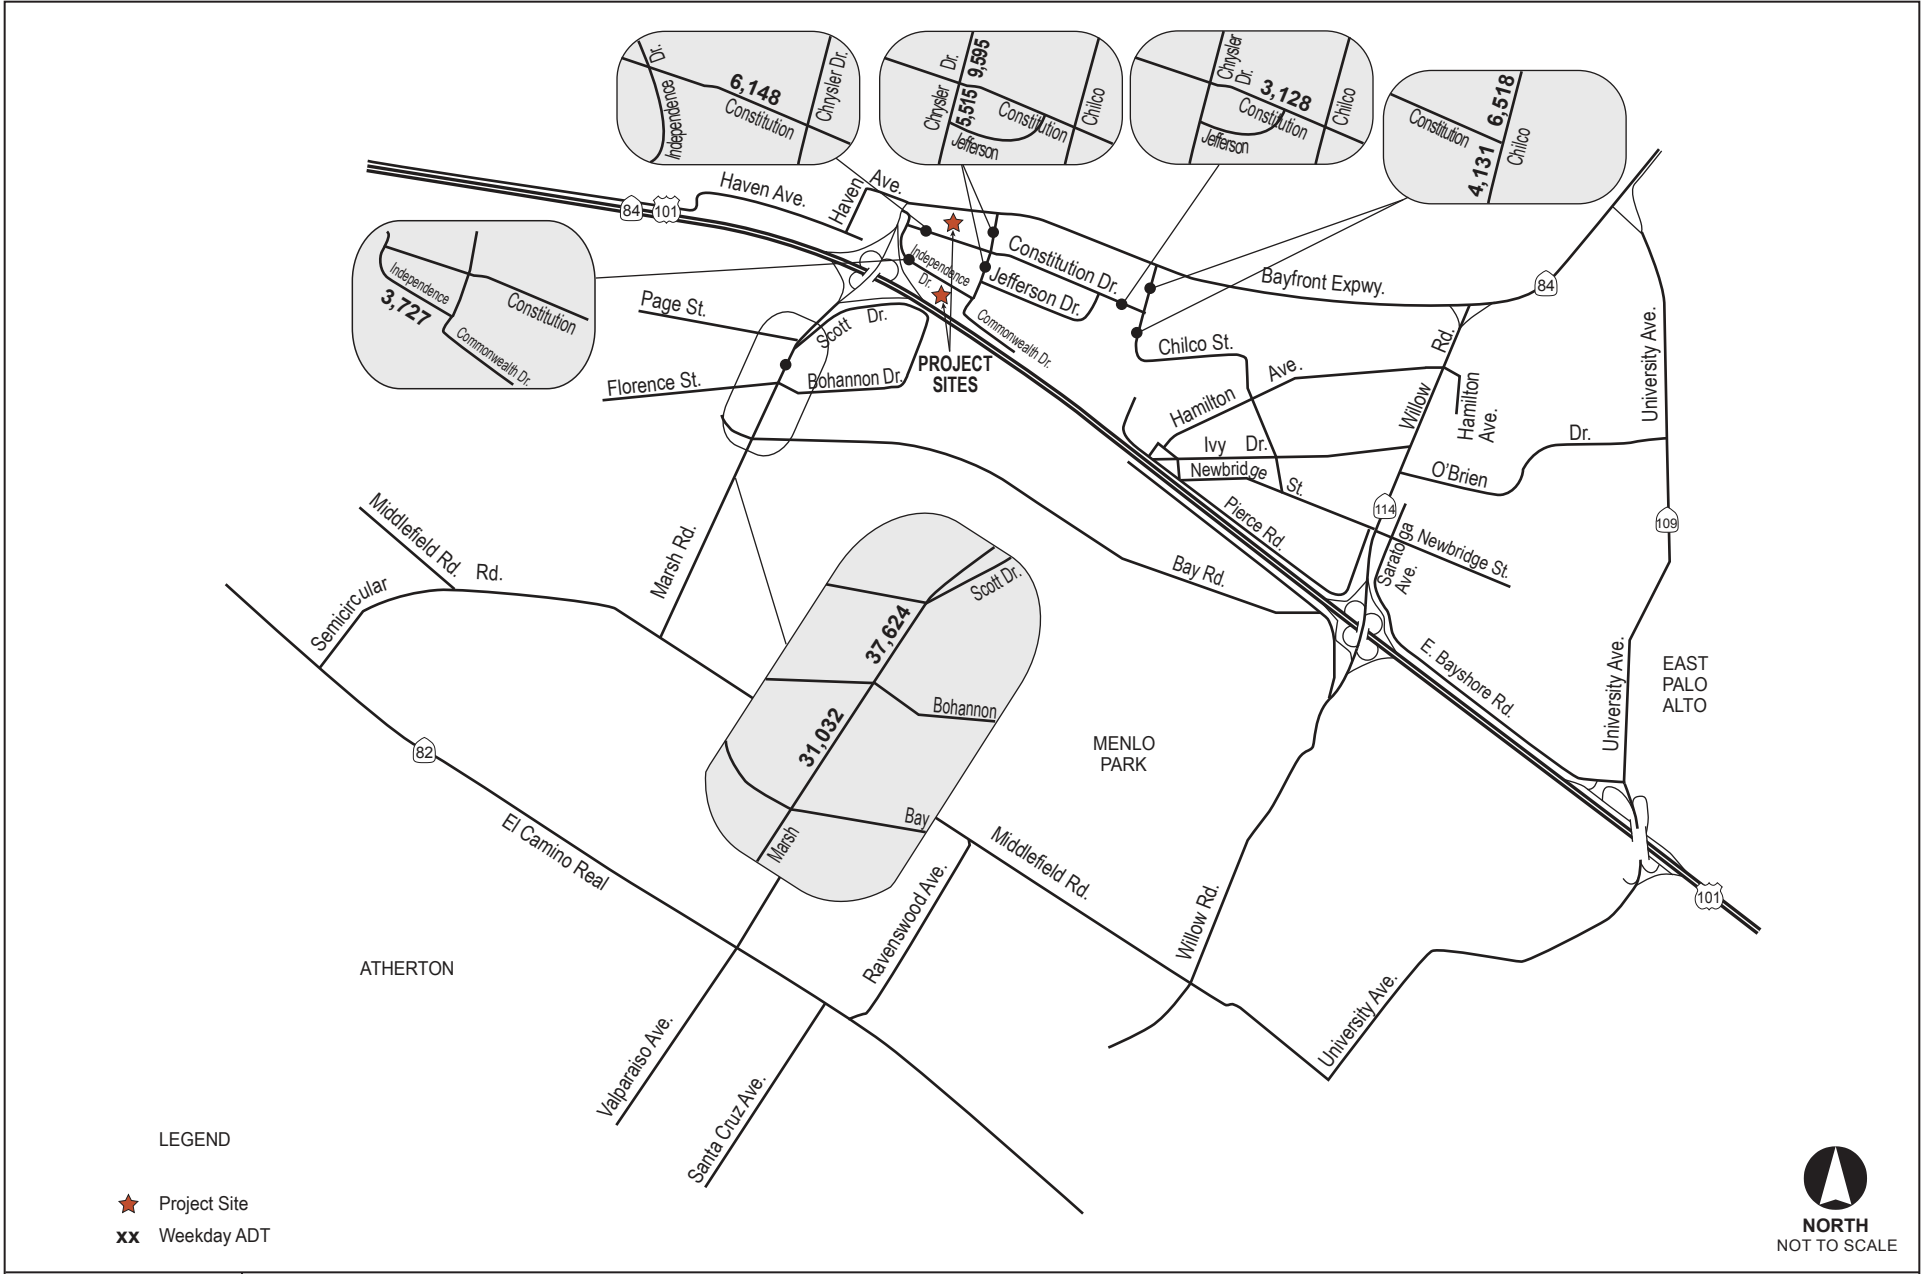 Dr.
Independence
6,148
Constitution
Chrysler Dr.
Chrysler
Dr.
9,595
5,515
Constitution
Jefferson
Chilco
Chrysler
Dr.
3,128
Constitution
Jefferson
Chilco
Constitution
6,518
4,131
Chilco
84
101
Haven Ave.
Haven
Ave.
Independence
3,727
Constitution
Commonwealth Dr.
Independence
Dr.
Constitution Dr.
Jefferson Dr.
Commonwealth Dr.
Bayfront Expwy.
84
Page St.
Scott Dr.
Florence St.
Bohannon Dr.
PROJECT
SITES
Chilco St.
Hamilton Ave.
Willow Rd.
Hamilton
Ave.
University Ave.
Ivy Dr.
Newbridge St.
O'Brien Dr.
114
109
Pierce Rd.
Saratoga
Ave.
Newbridge St.
Middlefield Rd.
Semicircular Rd.
Marsh Rd.
Bay Rd.
Scott Dr.
37,624
Bohannon
31,032
Bay
Marsh
E. Bayshore Rd.
University Ave.
EAST
PALO
ALTO
MENLO
PARK
82
El Camino Real
Middlefield Rd.
Ravenswood Ave.
Willow Rd.
101
ATHERTON
University Ave.
Valparaiso Ave.
Santa Cruz Ave.
LEGEND
Project Site
xx Weekday ADT
NORTH
NOT TO SCALE